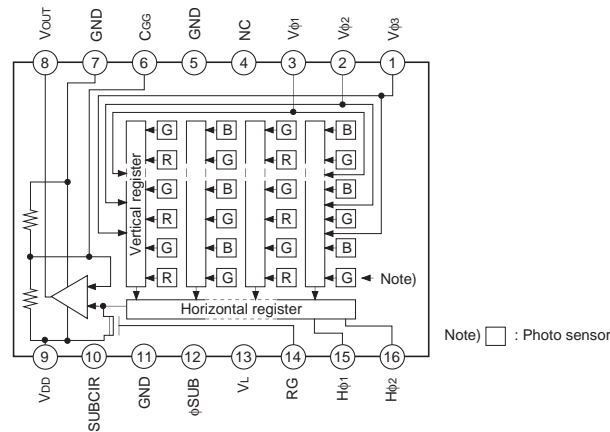 VOUT
GND
CGG
GND
NC
Vϕ1
Vϕ2
Vϕ3
8
7
6
5
4
3
2
1
Vertical register
G B G B
R G R G
G B G B
R G R G
G B G B
R G R G
Note)
Horizontal register
Note) : Photo sensor
9
10
11
12
13
14
15
16
VDD
SUBCIR
GND
ϕSUB
VL
RG
Hϕ1
Hϕ2